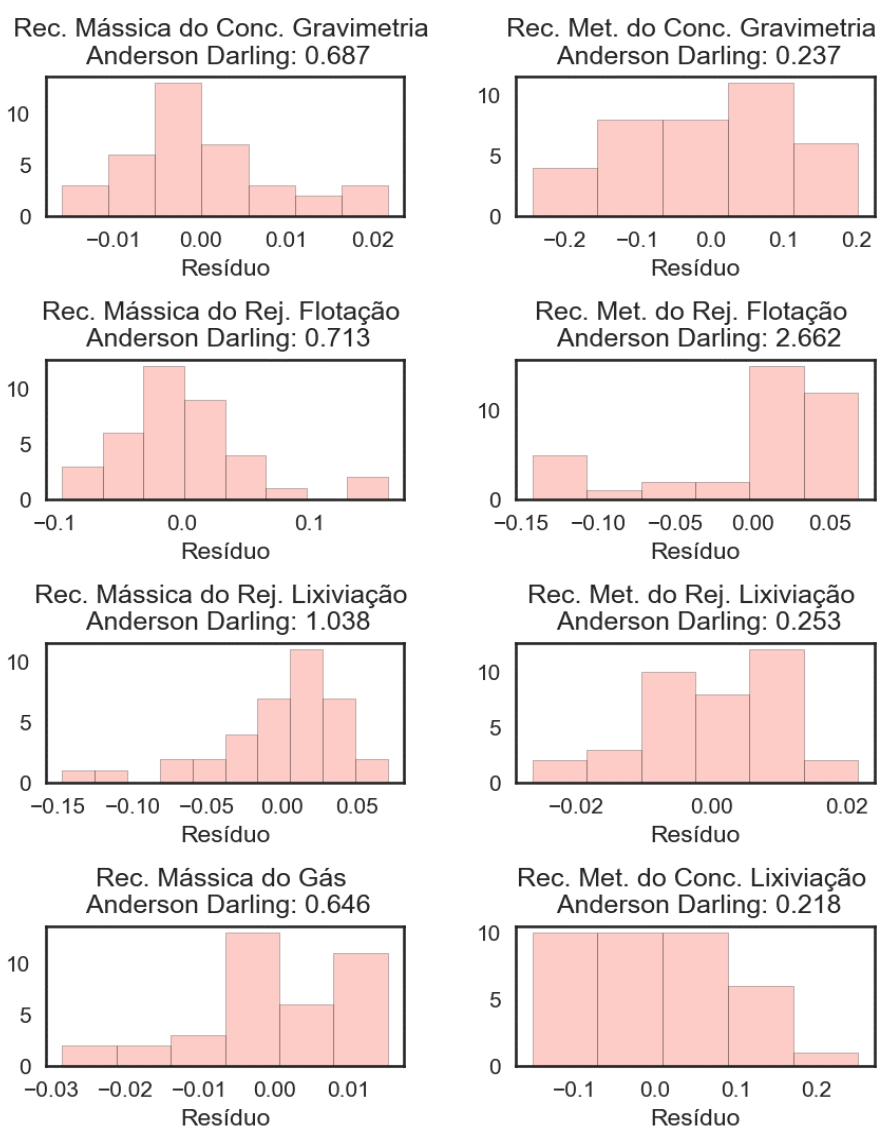 Rec. Mássica do Conc. Gravimetria
Anderson Darling: 0.687
10
5
0
−0.01 0.00 0.01 0.02
Resíduo
Rec. Met. do Conc. Gravimetria
Anderson Darling: 0.237
10
5
0
−0.2 −0.1 0.0 0.1 0.2
Resíduo
Rec. Mássica do Rej. Flotação
Anderson Darling: 0.713
10
5
0
−0.1 0.0 0.1
Resíduo
Rec. Met. do Rej. Flotação
Anderson Darling: 2.662
10
0
−0.15 −0.10 −0.05 0.00 0.05
Resíduo
Rec. Mássica do Rej. Lixiviação
Anderson Darling: 1.038
10
5
0
−0.15 −0.10 −0.05 0.00 0.05
Resíduo
Rec. Met. do Rej. Lixiviação
Anderson Darling: 0.253
10
5
0
−0.02 0.00 0.02
Resíduo
Rec. Mássica do Gás
Anderson Darling: 0.646
10
5
0
−0.03 −0.02 −0.01 0.00 0.01
Resíduo
Rec. Met. do Conc. Lixiviação
Anderson Darling: 0.218
10
5
0
−0.1 0.0 0.1 0.2
Resíduo